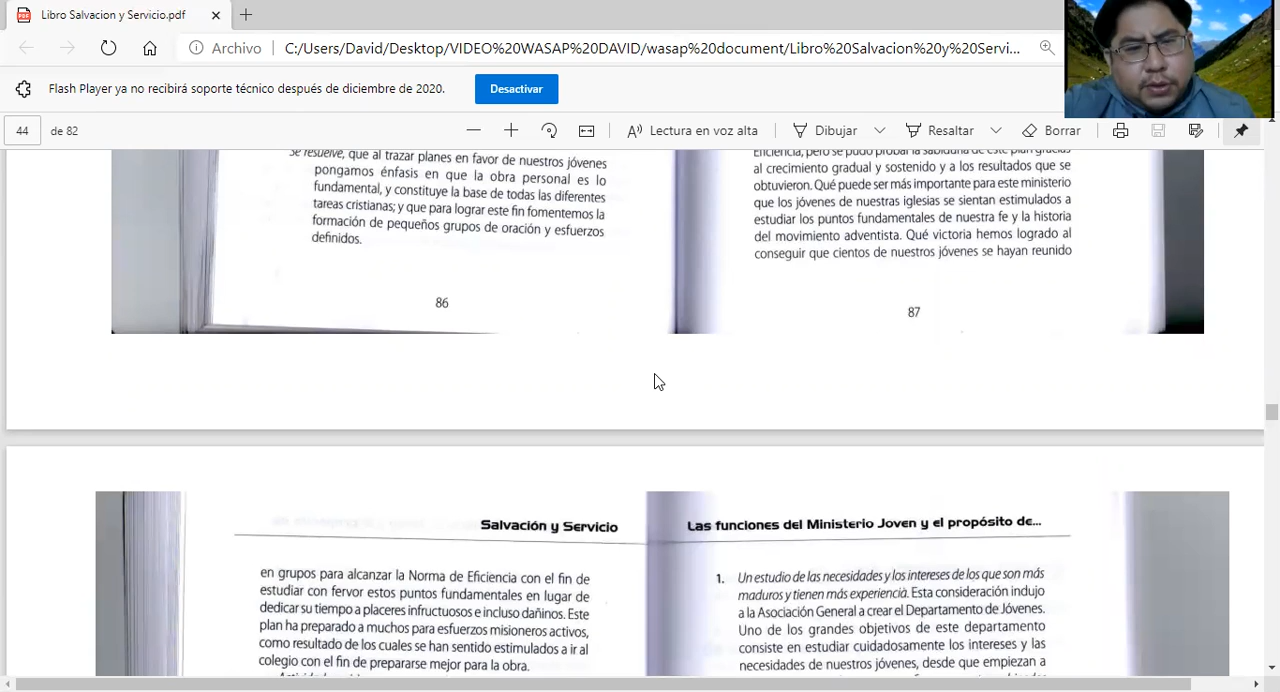 Libro Salvacion y Servicio.pdf
Archivo
C:/Users/David/Desktop/VIDEO%20WASAP%20DAVID/wasap%20document/Libro%20Salvacion%20y%20Servi...
Flash Player ya no recibirá soporte técnico después de diciembre de 2020.
Desactivar
44 de 82
Lectura en voz alta
Dibujar
Resaltar
Borrar
Se resuelve, que al trazar planes en favor de nuestros jóvenes
pongamos énfasis en que la obra personal es lo
fundamental, y constituye la base de todas las diferentes
tareas cristianas; y que para lograr este fin fomentemos la
formación de pequeños grupos de oración y esfuerzos
definidos.
86
Eficiencia, pero se pudo probar la sabiduría de este plan gracias
al crecimiento gradual y sostenido y a los resultados que se
obtuvieron. Qué puede ser más importante para este ministerio
que los jóvenes de nuestras iglesias se sientan estimulados a
estudiar los puntos fundamentales de nuestra fe y la historia
del movimiento adventista. Qué victoria hemos logrado al
conseguir que cientos de nuestros jóvenes se hayan reunido
87
Salvación y Servicio
en grupos para alcanzar la Norma de Eficiencia con el fin de
estudiar con fervor estos puntos fundamentales en lugar de
dedicar su tiempo a placeres infructuosos e incluso dañinos. Este
plan ha preparado a muchos para esfuerzos misioneros activos,
como resultado de los cuales se han sentido estimulados a ir al
colegio con el fin de prepararse mejor para la obra.
Las funciones del Ministerio Joven y el propósito de...
1. Un estudio de las necesidades y los intereses de los que son más
maduros y tienen más experiencia. Esta consideración indujo
a la Asociación General a crear el Departamento de Jóvenes.
Uno de los grandes objetivos de este departamento
consiste en estudiar cuidadosamente los intereses y las
necesidades de nuestros jóvenes, desde que empiezan a